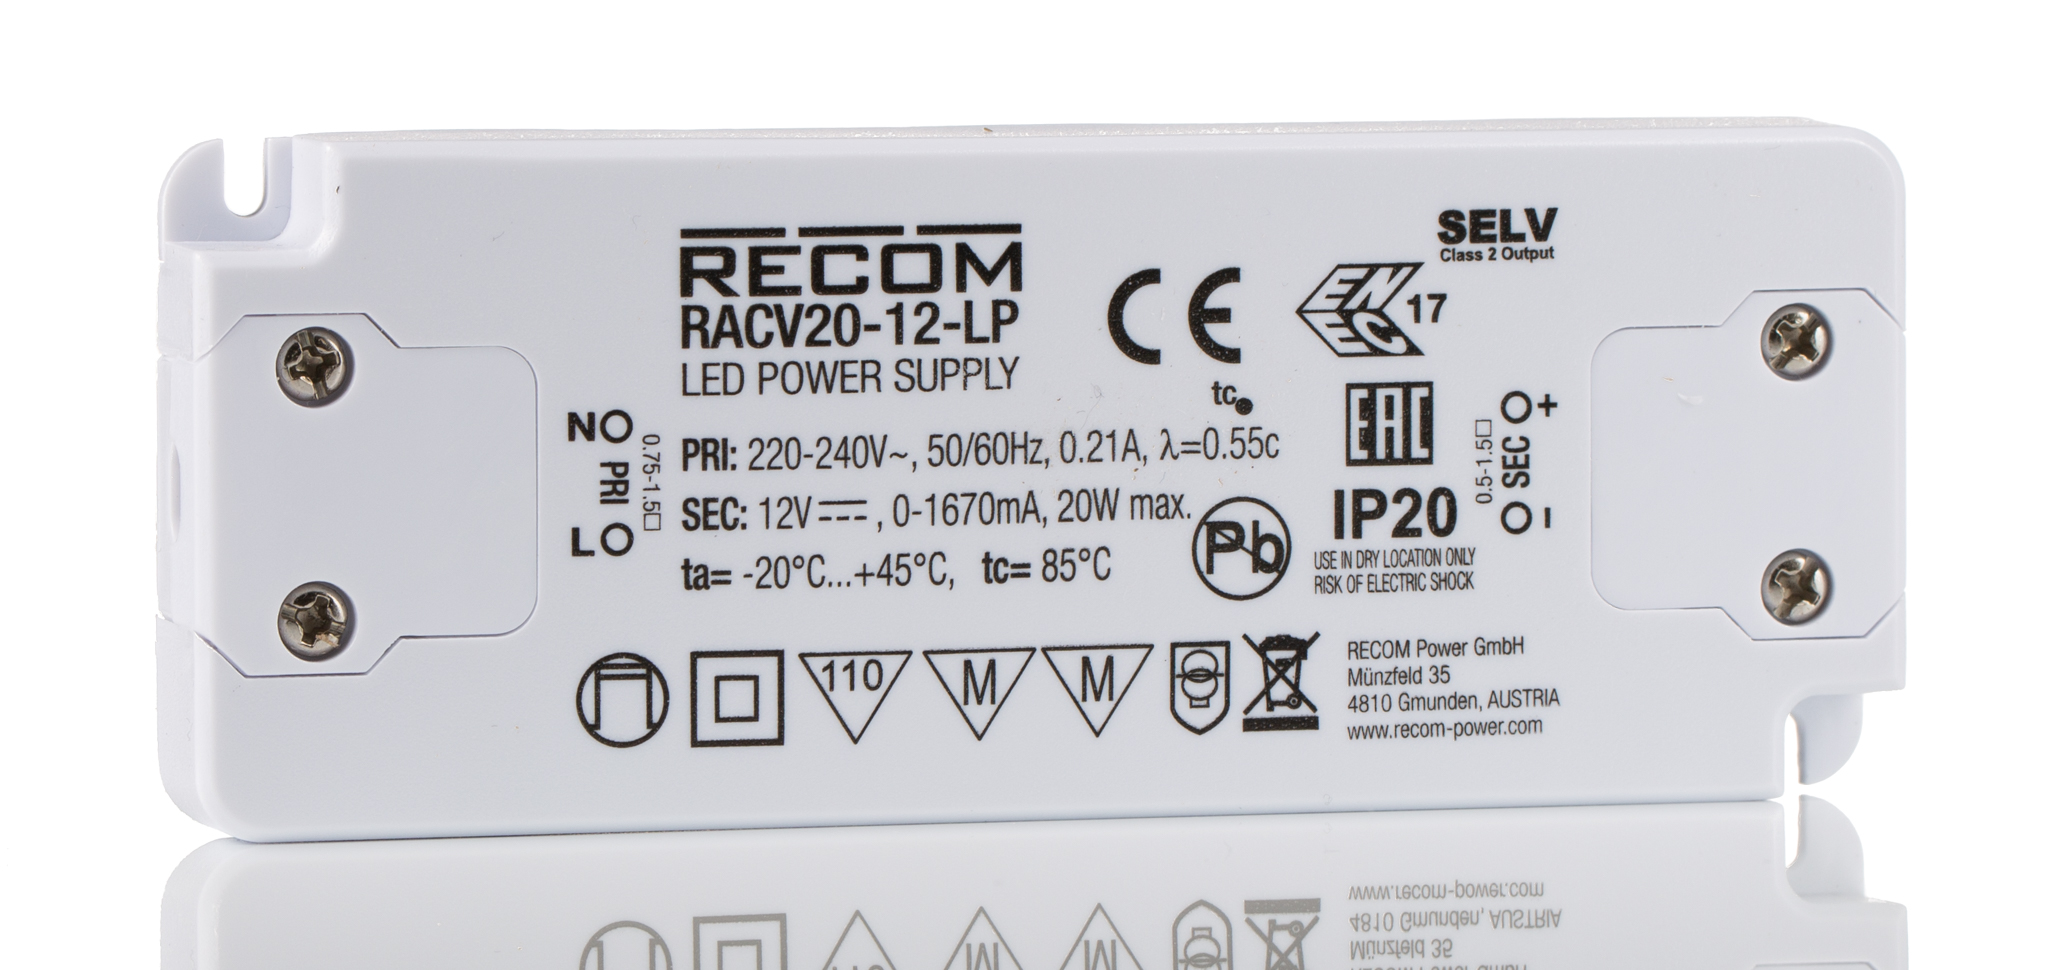 RECOM
RACV20-12-LP
LED POWER SUPPLY
CE
ENEC 17
SELV
Class 2 Output
tc
EAC
N
PRI
L
0.75-1.5□
PRI: 220-240V~, 50/60Hz, 0.21A, λ=0.55c
SEC: 12V⎓, 0-1670mA, 20W max.
ta= -20°C...+45°C, tc= 85°C
Pb
IP20
USE IN DRY LOCATION ONLY
RISK OF ELECTRIC SHOCK
0.5-1.5□
+
SEC
-
110
M
M
RECOM Power GmbH
Münzfeld 35
4810 Gmunden, AUSTRIA
www.recom-power.com